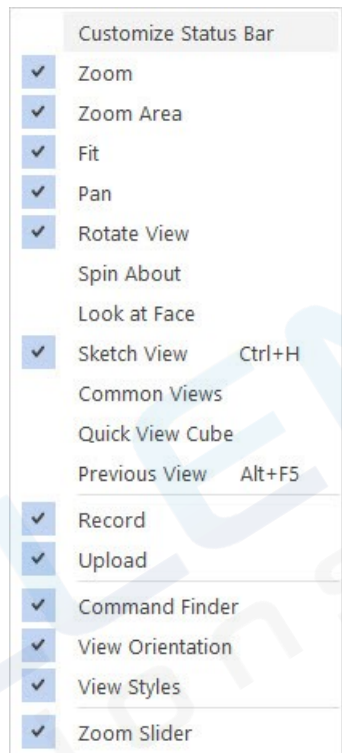 Customize Status Bar
Zoom
Zoom Area
Fit
Pan
Rotate View
Spin About
Look at Face
Sketch View Ctrl+H
Common Views
Quick View Cube
Previous View Alt+F5
Record
Upload
Command Finder
View Orientation
View Styles
Zoom Slider